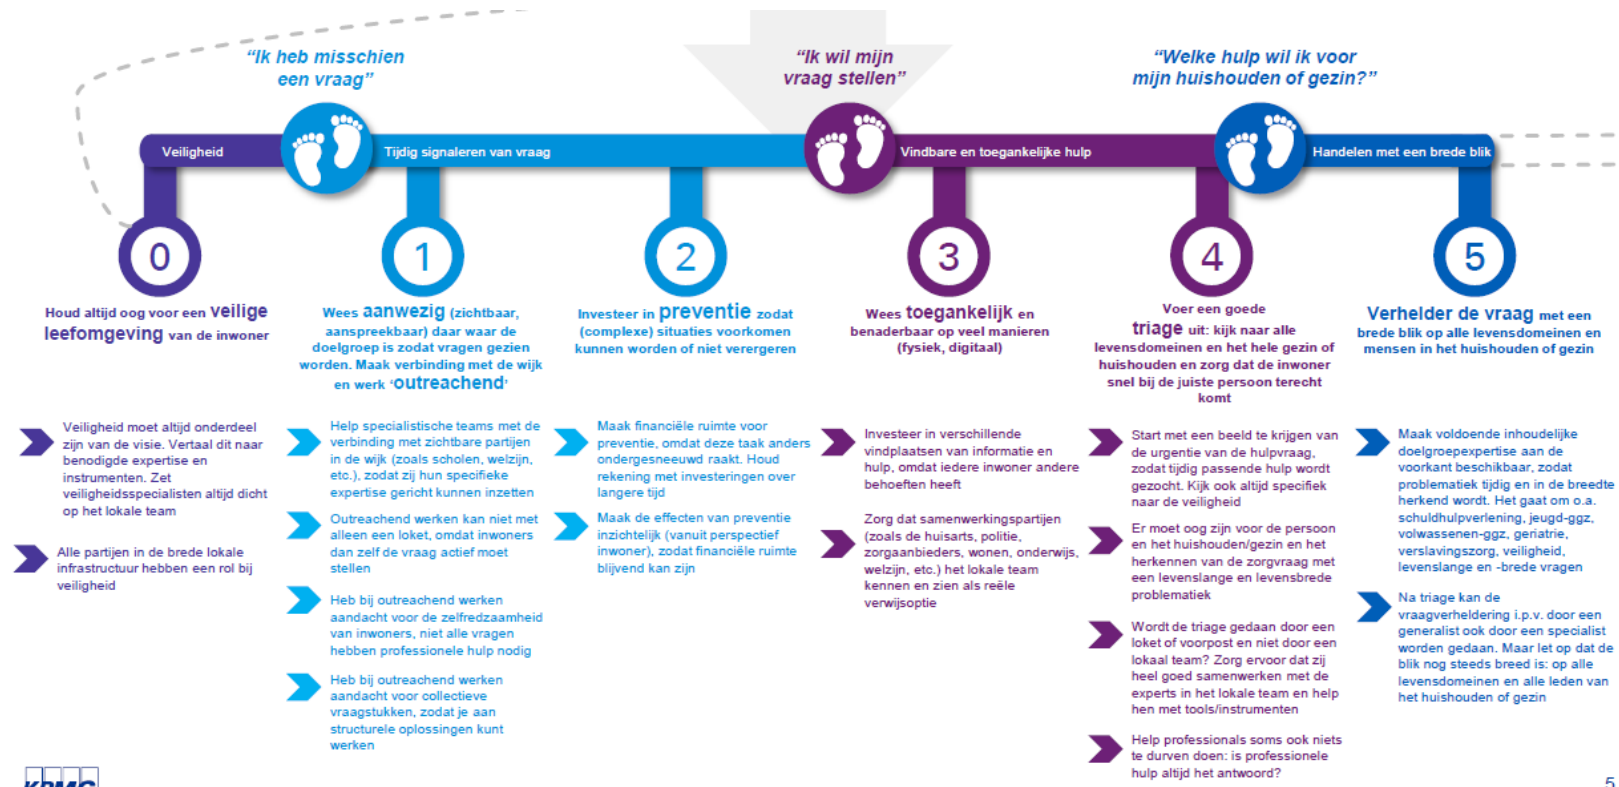 “Ik heb misschien
een vraag”
“Ik wil mijn
vraag stellen”
“Welke hulp wil ik voor
mijn huishouden of gezin?”
Veiligheid
Tijdig signaleren van vraag
Vindbare en toegankelijke hulp
Handelen met een brede blik
0
Houd altijd oog voor een veilige
leefomgeving van de inwoner
Veiligheid moet altijd onderdeel
zijn van de visie. Vertaal dit naar
benodigde expertise en
instrumenten. Zet
veiligheidsspecialisten altijd dicht
op het lokale team
Alle partijen in de brede lokale
infrastructuur hebben een rol bij
veiligheid
1
Wees aanwezig (zichtbaar,
aanspreekbaar) daar waar de
doelgroep is zodat vragen gezien
worden. Maak verbinding met de wijk
en werk ‘outreachend’
Help specialistische teams met de
verbinding met zichtbare partijen
in de wijk (zoals scholen, welzijn,
etc.), zodat zij hun specifieke
expertise gericht kunnen inzetten
Outreachend werken kan niet met
alleen een loket, omdat inwoners
dan zelf de vraag actief moet
stellen
Heb bij outreachend werken
aandacht voor de zelfredzaamheid
van inwoners, niet alle vragen
hebben professionele hulp nodig
Heb bij outreachend werken
aandacht voor collectieve
vraagstukken, zodat je aan
structurele oplossingen kunt
werken
2
Investeer in preventie zodat
(complexe) situaties voorkomen
kunnen worden of niet verergeren
Maak financiële ruimte voor
preventie, omdat deze taak anders
ondergesneeuwd raakt. Houd
rekening met investeringen over
langere tijd
Maak de effecten van preventie
inzichtelijk (vanuit perspectief
inwoner), zodat financiële ruimte
blijvend kan zijn
3
Wees toegankelijk en
benaderbaar op veel manieren
(fysiek, digitaal)
Investeer in verschillende
vindplaatsen van informatie en
hulp, omdat iedere inwoner andere
behoeften heeft
Zorg dat samenwerkingspartijen
(zoals de huisarts, politie,
zorgaanbieders, wonen, onderwijs,
welzijn, etc.) het lokale team
kennen en zien als reële
verwijsoptie
4
Voer een goede
triage uit: kijk naar alle
levensdomeinen en het hele gezin of
huishouden en zorg dat de inwoner
snel bij de juiste persoon terecht
komt
Start met een beeld te krijgen van
de urgentie van de hulpvraag,
zodat tijdig passende hulp wordt
gezocht. Kijk ook altijd specifiek
naar de veiligheid
Er moet oog zijn voor de persoon
en het huishouden/gezin en het
herkennen van de zorgvraag met
een levenslange en levensbrede
problematiek
Wordt de triage gedaan door een
loket of voorpost en niet door een
lokaal team? Zorg ervoor dat zij
heel goed samenwerken met de
experts in het lokale team en help
hen met tools/instrumenten
Help professionals soms ook niets
te durven doen: is professionele
hulp altijd het antwoord?
5
Verhelder de vraag met een
brede blik op alle levensdomeinen en
mensen in het huishouden of gezin
Maak voldoende inhoudelijke
doelgroepexpertise aan de
voorkant beschikbaar, zodat
problematiek tijdig en in de breedte
herkend wordt. Het gaat om o.a.
schuldhulpverlening, jeugd-ggz,
volwassenen-ggz, geriatrie,
verslavingszorg, veiligheid,
levenslange en -brede vragen
Na triage kan de
vraagverheldering i.p.v. door een
generalist ook door een specialist
worden gedaan. Maar let op dat de
blik nog steeds breed is: op alle
levensdomeinen en alle leden van
het huishouden of gezin
KPMG
5